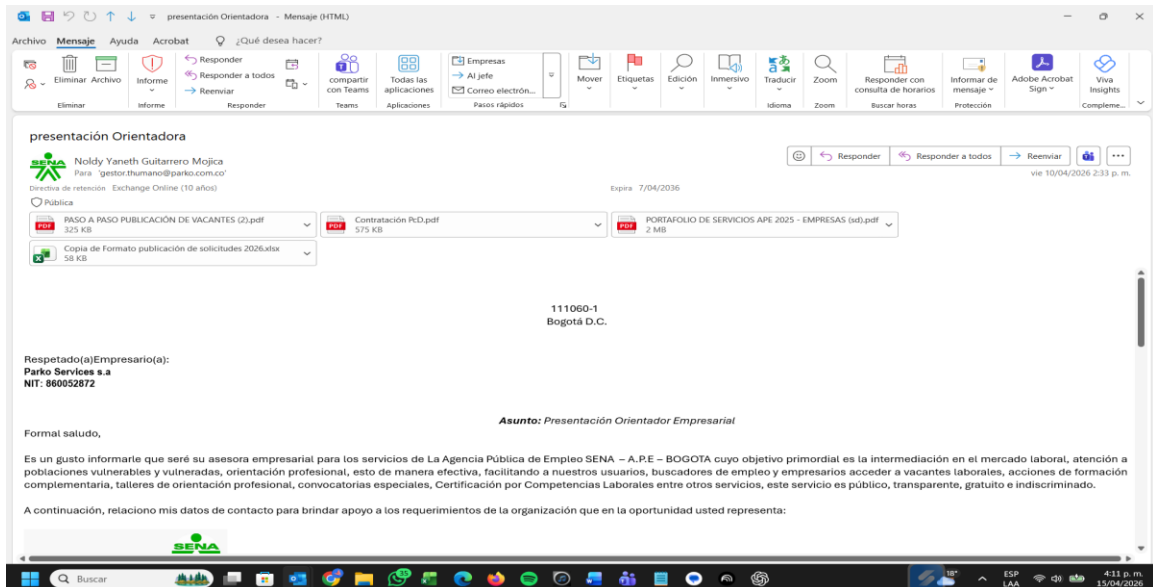 presentación Orientadora - Mensaje (HTML)
Archivo Mensaje Ayuda Acrobat ¿Qué desea hacer?
Eliminar Archivo
Informe
Responder
Responder a todos
Reenviar
compartir con Teams
Todas las aplicaciones
Empresas
Al jefe
Correo electrón...
Mover
Etiquetas
Edición
Inmersivo
Traducir
Zoom
Responder con consulta de horarios
Informar de mensaje
Adobe Acrobat Sign
Viva Insights
Eliminar Informe Responder Teams Aplicaciones Pasos rápidos Idioma Zoom Buscar horas Protección Compleme...
presentación Orientadora
SENA
Noldy Yaneth Guitarrero Mojica
Para 'gestor.thumano@parko.com.co'
Responder Responder a todos Reenviar
vie 10/04/2026 2:33 p. m.
Directiva de retención Exchange Online (10 años) Expira 7/04/2036
Pública
PDF PASO A PASO PUBLICACIÓN DE VACANTES (2).pdf
325 KB
PDF Contratación PcD.pdf
575 KB
PDF PORTAFOLIO DE SERVICIOS APE 2025 - EMPRESAS (sd).pdf
2 MB
Copia de Formato publicación de solicitudes 2026.xlsx
58 KB
111060-1
Bogotá D.C.
Respetado(a)Empresario(a):
Parko Services s.a
NIT: 860052872
Asunto: Presentación Orientador Empresarial
Formal saludo,
Es un gusto informarle que seré su asesora empresarial para los servicios de La Agencia Pública de Empleo SENA – A.P.E – BOGOTA cuyo objetivo primordial es la intermediación en el mercado laboral, atención a
poblaciones vulnerables y vulneradas, orientación profesional, esto de manera efectiva, facilitando a nuestros usuarios, buscadores de empleo y empresarios acceder a vacantes laborales, acciones de formación
complementaria, talleres de orientación profesional, convocatorias especiales, Certificación por Competencias Laborales entre otros servicios, este servicio es público, transparente, gratuito e indiscriminado.
A continuación, relaciono mis datos de contacto para brindar apoyo a los requerimientos de la organización que en la oportunidad usted representa:
SENA
Buscar
35
18°
ESP
LAA
4:11 p. m.
15/04/2026